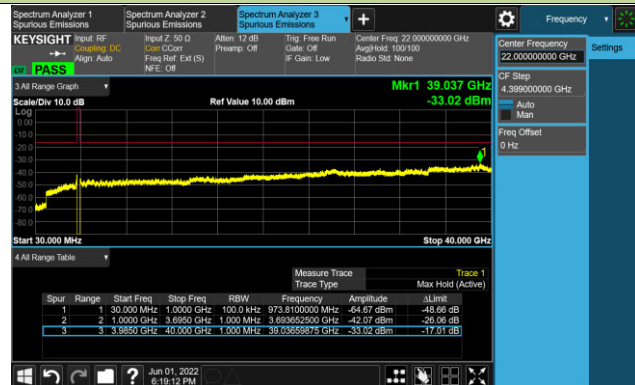 Spectrum Analyzer 1
Spurious Emissions
Spectrum Analyzer 2
Spurious Emissions
Spectrum Analyzer 3
Spurious Emissions
Frequency
KEYSIGHT
Input: RF
Coupling: DC
Align: Auto
Input Z: 50 Ω
Corr CCorr
Freq Ref: Ext (S)
NFE: Off
Atten: 12 dB
Preamp: Off
Trig: Free Run
Gate: Off
IF Gain: Low
Center Freq: 22.000000000 GHz
Avg|Hold: 100/100
Radio Std: None
PASS
Center Frequency
22.000000000 GHz
Settings
CF Step
4.399000000 GHz
Auto
Man
Freq Offset
0 Hz
3 All Range Graph
Mkr1 39.037 GHz
Scale/Div 10.0 dB
Ref Value 10.00 dBm
-33.02 dBm
Log
0.00
-10.0
-20.0
-30.0
-40.0
-50.0
-60.0
-70.0
-80.0
1
Start 30.000 MHz
Stop 40.000 GHz
4 All Range Table
Measure Trace Trace 1
Trace Type Max Hold (Active)
Spur Range Start Freq Stop Freq RBW Frequency Amplitude ΔLimit
1 1 30.000 MHz 1.0000 GHz 100.0 kHz 973.8100000 MHz -64.67 dBm -48.66 dB
2 2 1.0000 GHz 3.6950 GHz 1.000 MHz 3.693652500 GHz -42.07 dBm -26.06 dB
3 3 3.9850 GHz 40.000 GHz 1.000 MHz 39.03659875 GHz -33.02 dBm -17.01 dB
?
Jun 01, 2022
6:19:12 PM